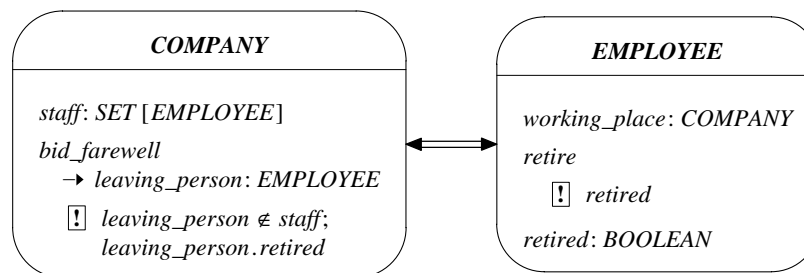 COMPANY
staff: SET [EMPLOYEE]
bid_farewell
→ leaving_person: EMPLOYEE
! leaving_person ∉ staff;
leaving_person.retired
EMPLOYEE
working_place: COMPANY
retire
! retired
retired: BOOLEAN